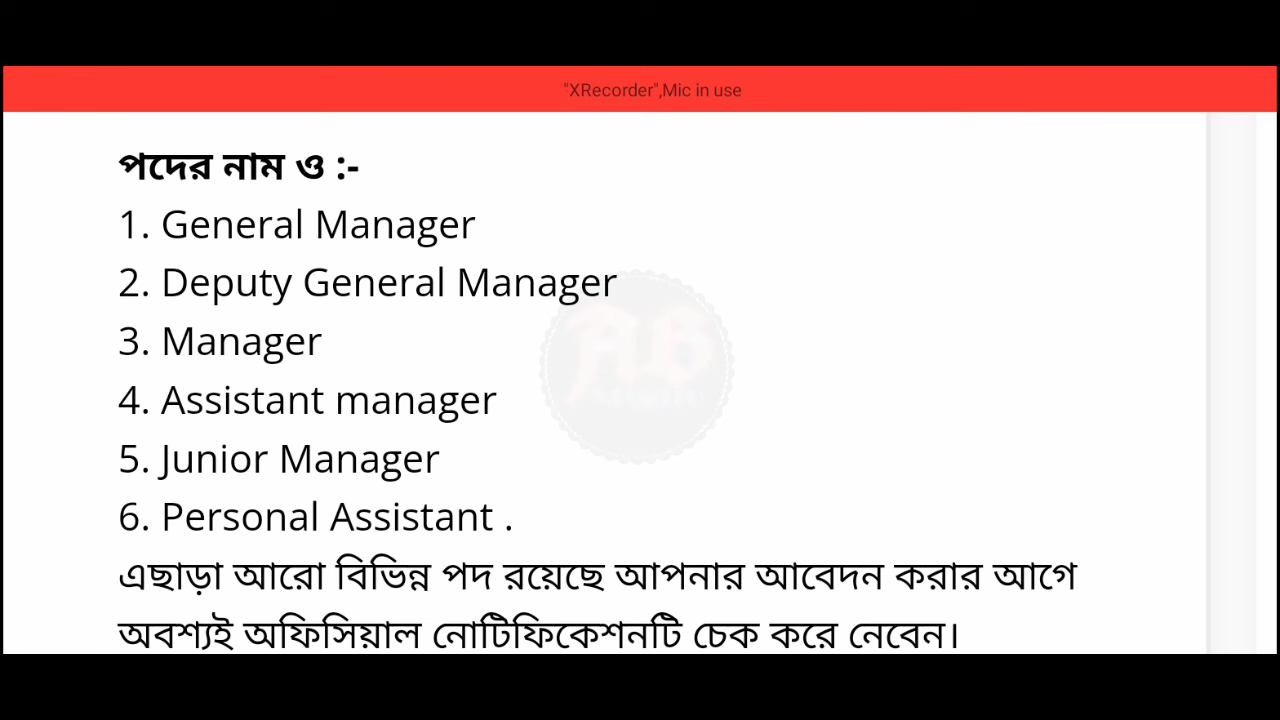 "XRecorder",Mic in use
পদের নাম ও :-
1. General Manager
2. Deputy General Manager
3. Manager
4. Assistant manager
5. Junior Manager
6. Personal Assistant .
এছাড়া আরো বিভিন্ন পদ রয়েছে আপনার আবেদন করার আগে
অবশ্যই অফিসিয়াল নোটিফিকেশনটি চেক করে নেবেন।